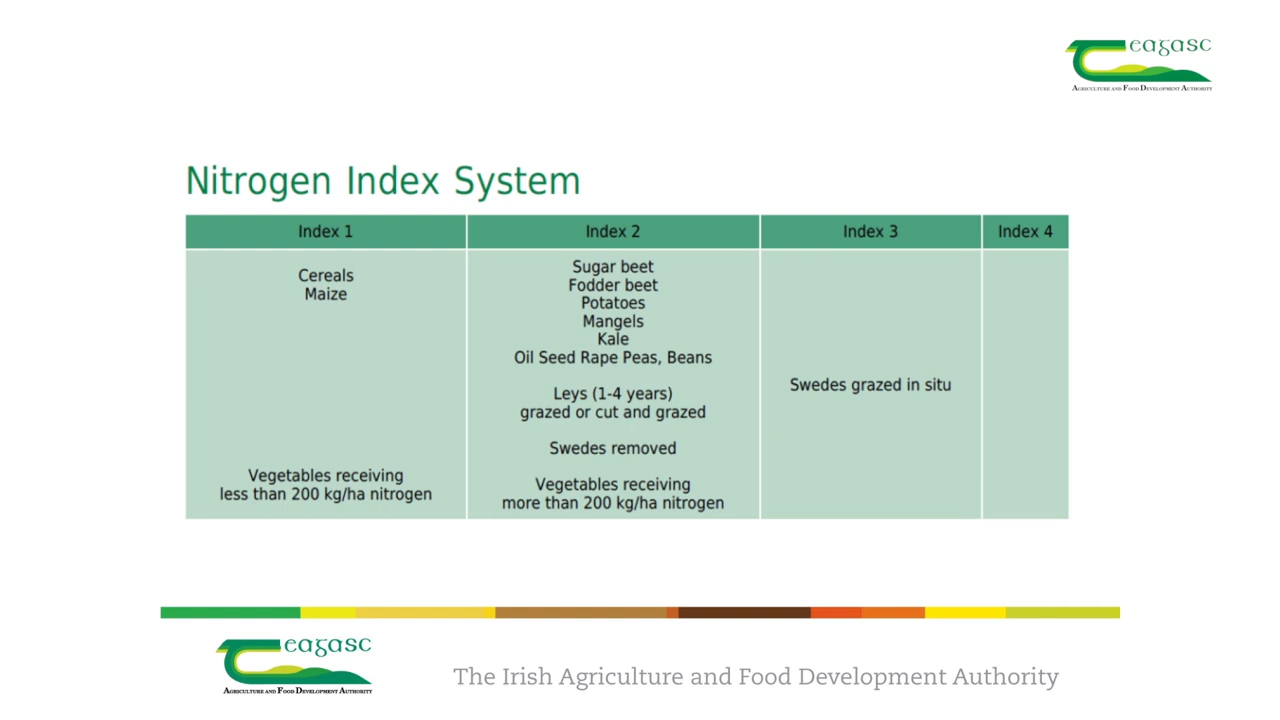 eagasc
AGRICULTURE AND FOOD DEVELOPMENT AUTHORITY
Nitrogen Index System
Index 1
Index 2
Index 3
Index 4
Cereals
Maize
Vegetables receiving
less than 200 kg/ha nitrogen
Sugar beet
Fodder beet
Potatoes
Mangels
Kale
Oil Seed Rape Peas, Beans
Leys (1-4 years)
grazed or cut and grazed
Swedes removed
Vegetables receiving
more than 200 kg/ha nitrogen
Swedes grazed in situ
eagasc
AGRICULTURE AND FOOD DEVELOPMENT AUTHORITY
The Irish Agriculture and Food Development Authority